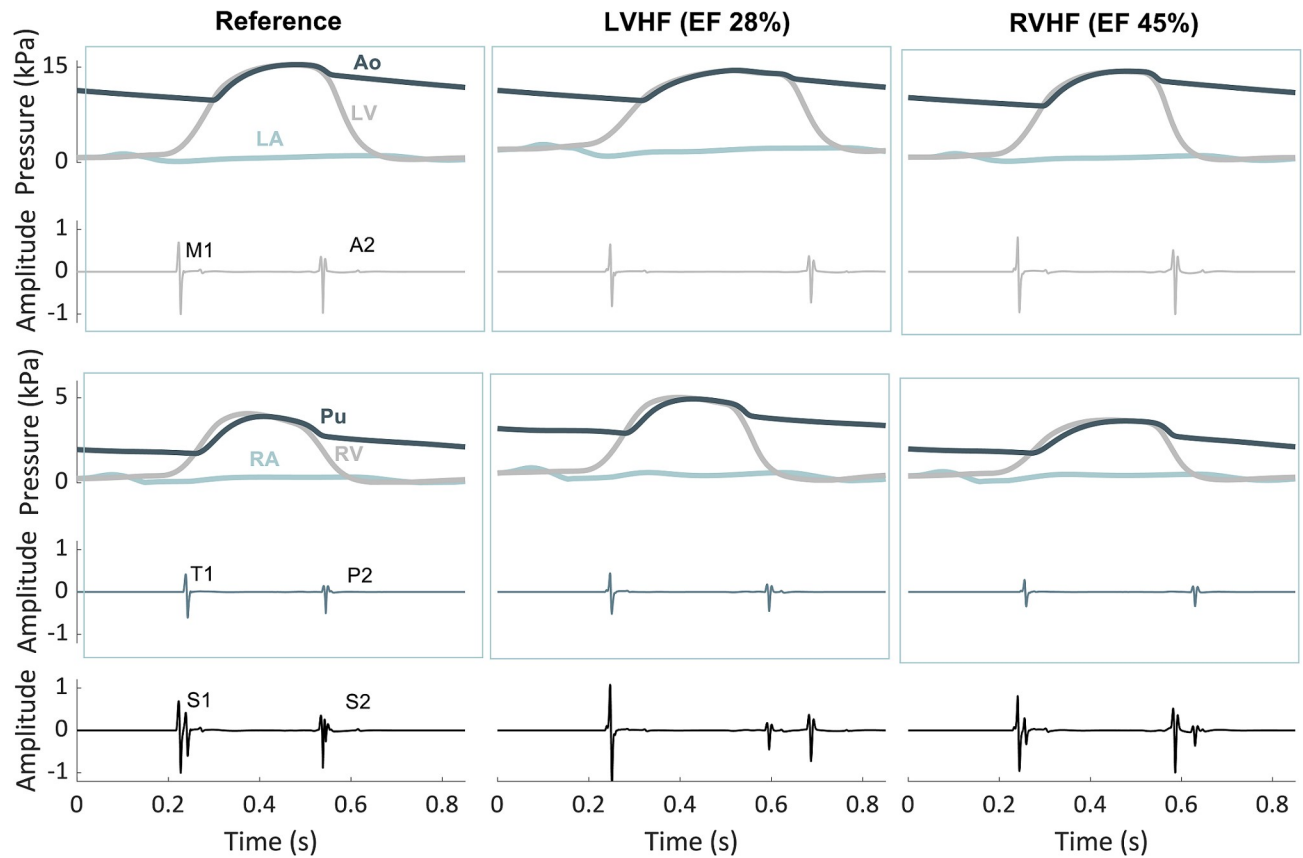 Reference LVHF (EF 28%) RVHF (EF 45%)
Pressure (kPa)
15
0
Ao
LV
LA
Amplitude
1
0
-1
M1 A2
Pressure (kPa)
5
0
Pu
RV
RA
Amplitude
1
0
-1
T1 P2
Amplitude
1
0
-1
S1 S2
0 0.2 0.4 0.6 0.8 0 0.2 0.4 0.6 0.8 0 0.2 0.4 0.6 0.8
Time (s) Time (s) Time (s)